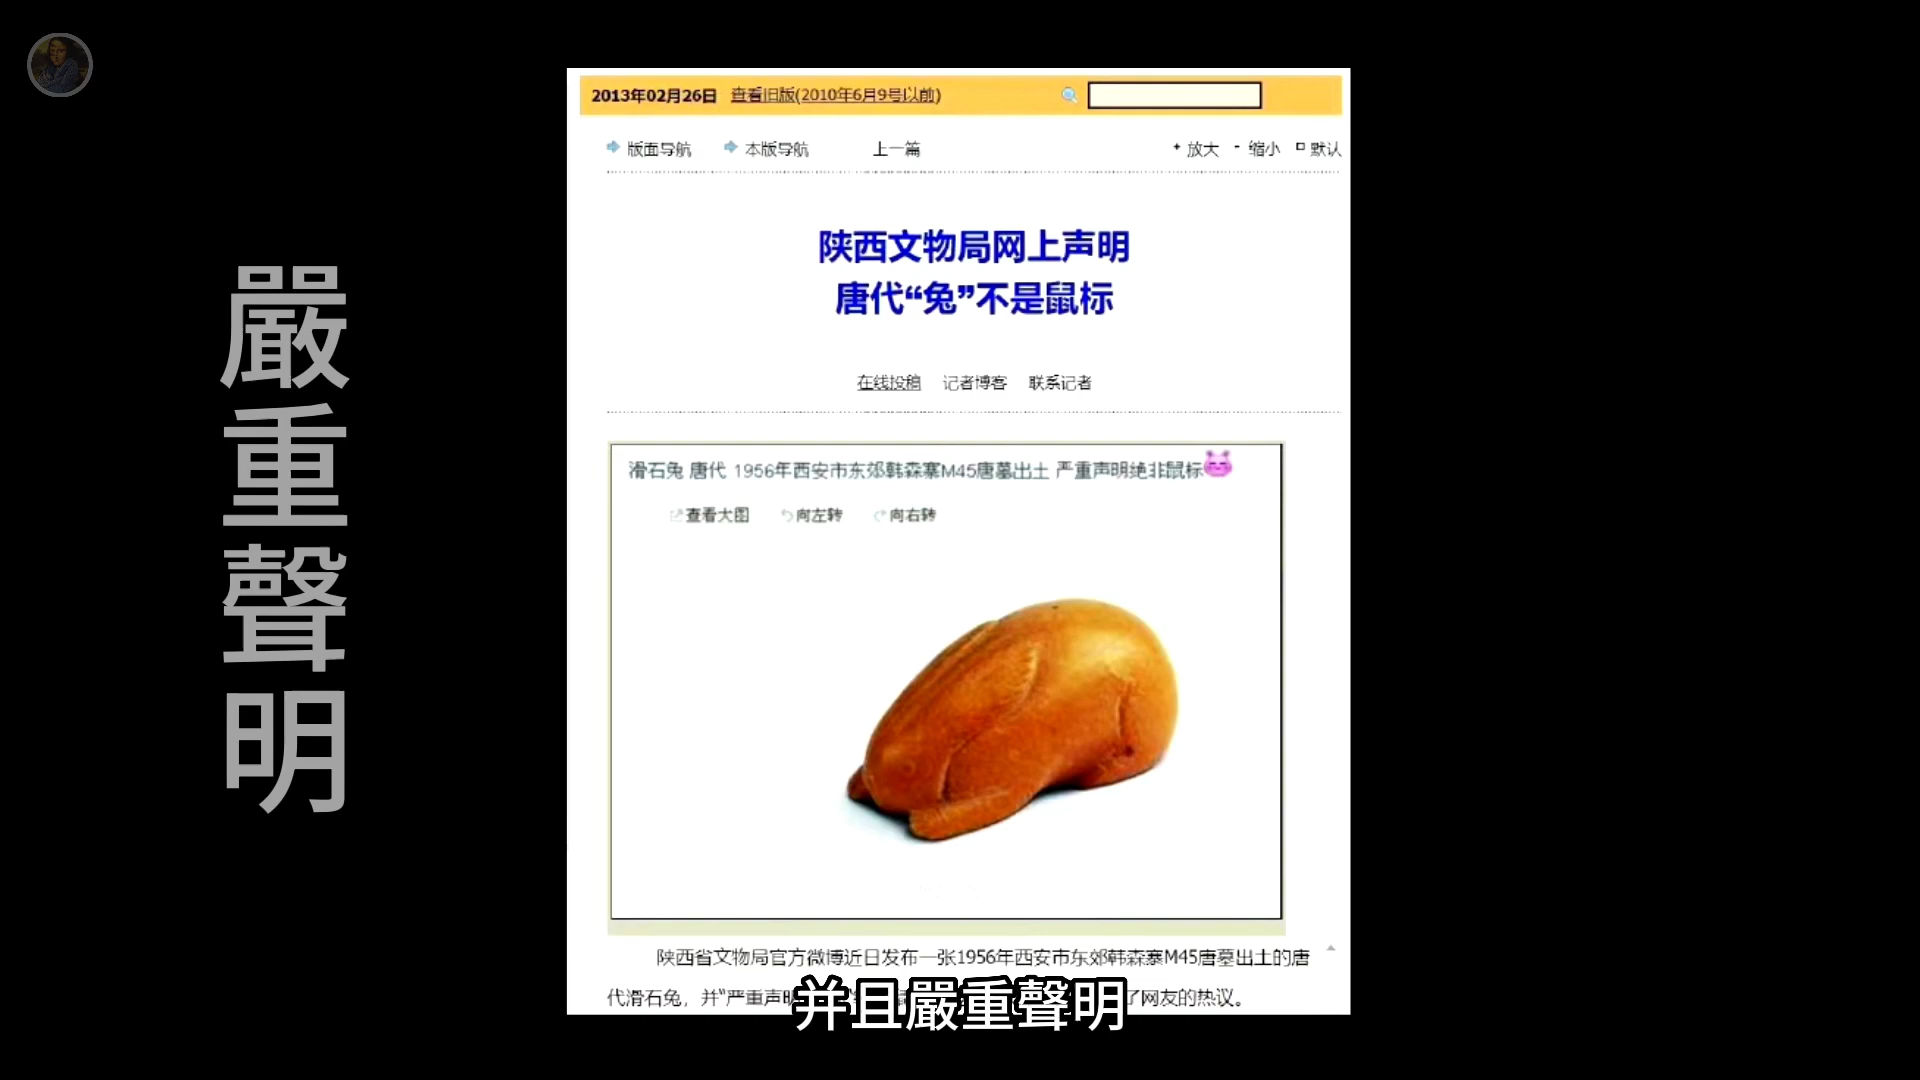 嚴重聲明
2013年02月26日 查看旧版(2010年6月9号以前)
版面导航 本版导航 上一篇 + 放大 - 缩小 默认
陕西文物局网上声明
唐代“兔”不是鼠标
在线投稿 记者博客 联系记者
滑石兔 唐代 1956年西安市东郊韩森寨M45唐墓出土 严重声明绝非鼠标
查看大图 向左转 向右转
陕西省文物局官方微博近日发布一张1956年西安市东郊韩森寨M45唐墓出土的唐
代滑石兔，并“严重声明 了网友的热议。
并且嚴重聲明